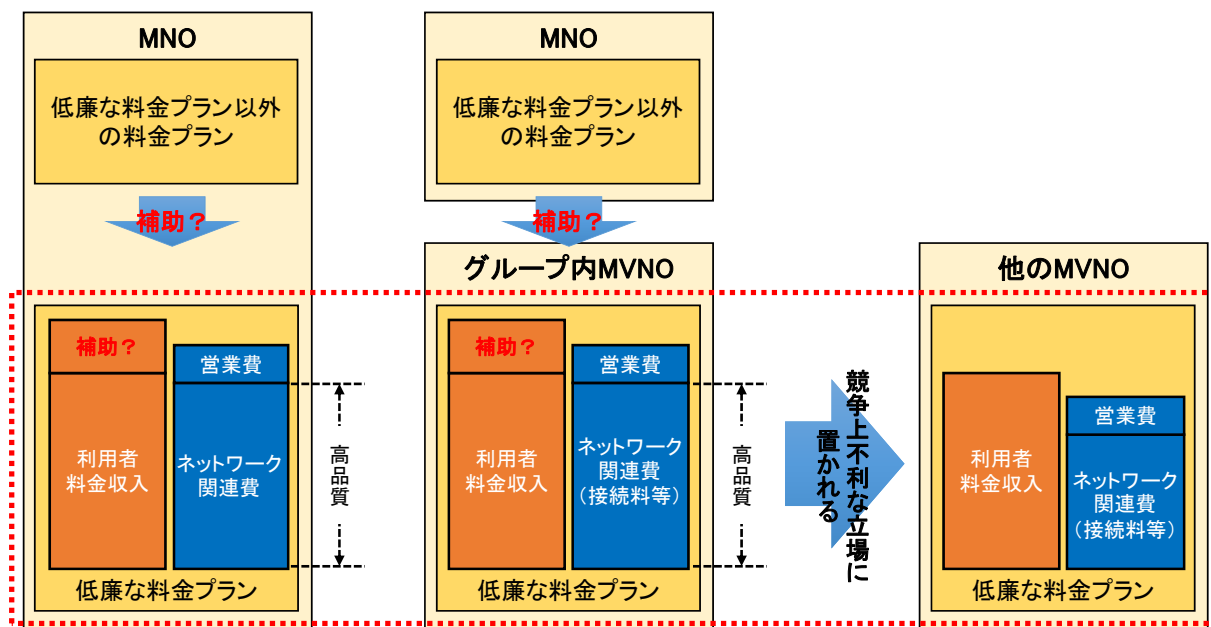 MNO
低廉な料金プラン以外
の料金プラン
補助？
補助？
営業費
利用者
料金収入
ネットワーク
関連費
高品質
低廉な料金プラン
MNO
低廉な料金プラン以外
の料金プラン
補助？
グループ内MVNO
補助？
営業費
利用者
料金収入
ネットワーク
関連費
（接続料等）
高品質
低廉な料金プラン
競争上不利な立場に
置かれる
他のMVNO
利用者
料金収入
営業費
ネットワーク
関連費
（接続料等）
低廉な料金プラン